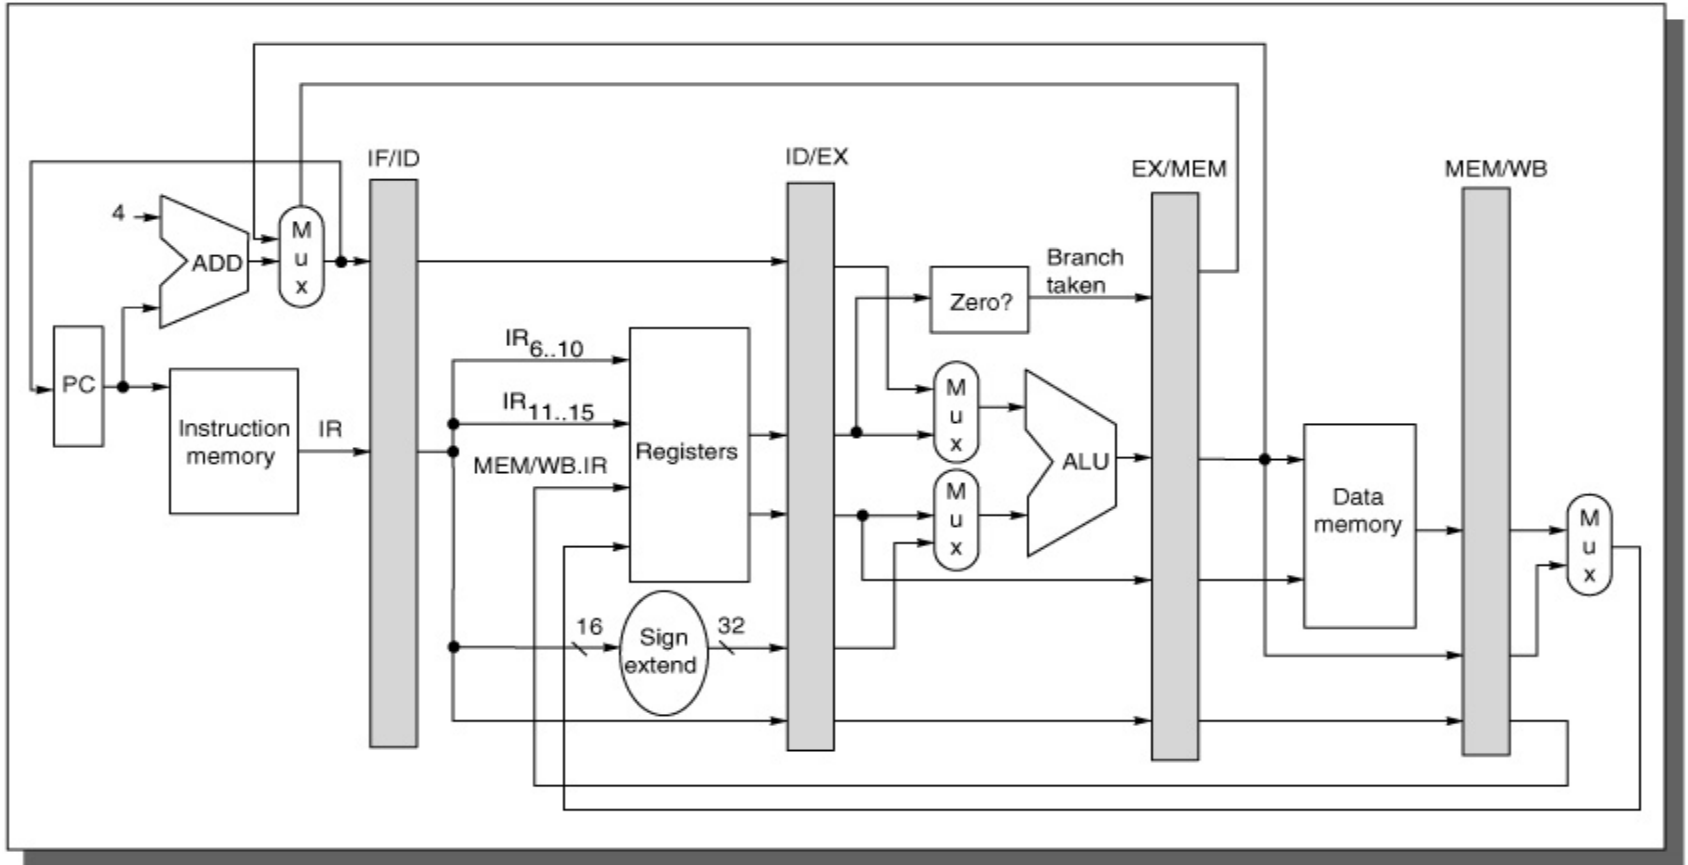 IF/ID
ID/EX
EX/MEM
MEM/WB
4
ADD
M
u
x
Branch
taken
Zero?
PC
Instruction
memory
IR
IR6..10
IR11..15
MEM/WB.IR
Registers
M
u
x
M
u
x
ALU
Data
memory
M
u
x
16
Sign
extend
32